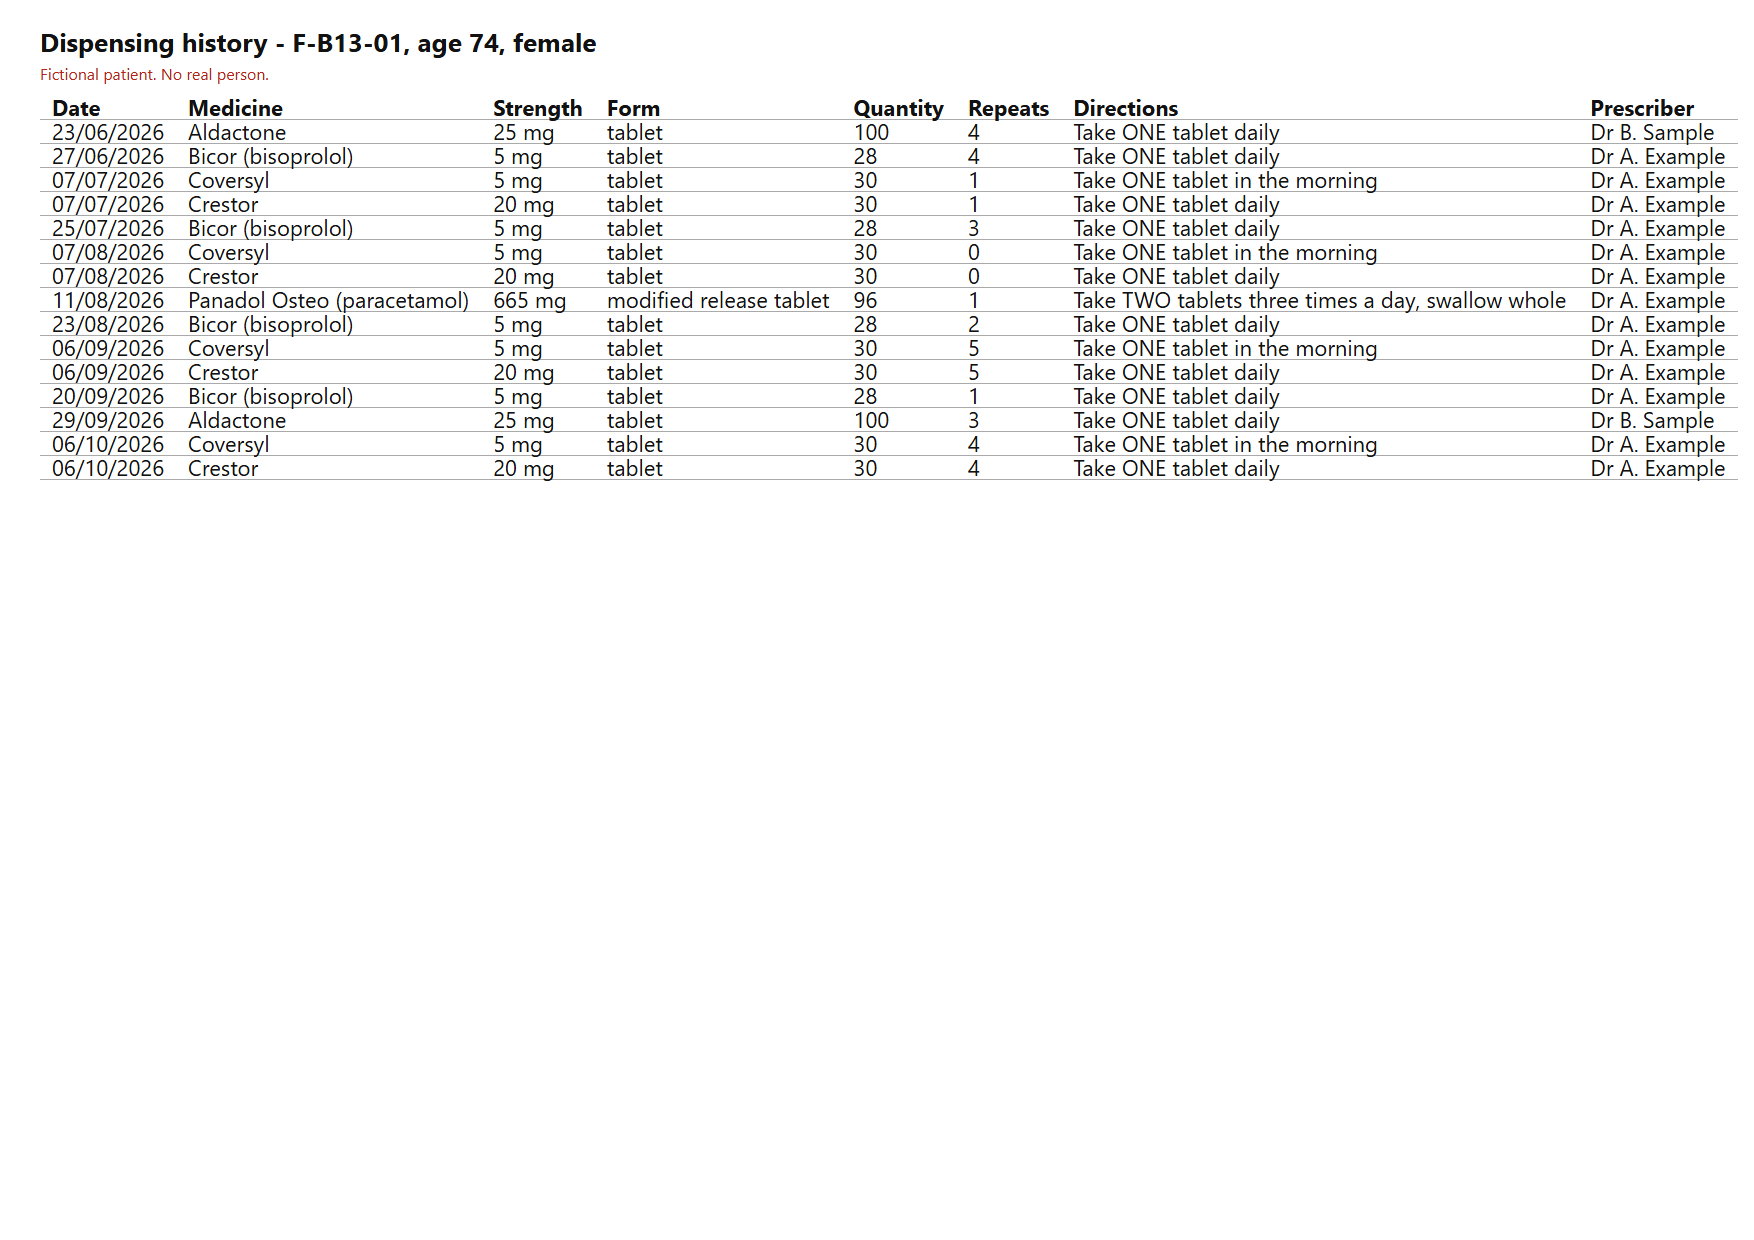 Dispensing history - F-B13-01, age 74, female
Fictional patient. No real person.
Date Medicine Strength Form Quantity Repeats Directions Prescriber
23/06/2026 Aldactone 25 mg tablet 100 4 Take ONE tablet daily Dr B. Sample
27/06/2026 Bicor (bisoprolol) 5 mg tablet 28 4 Take ONE tablet daily Dr A. Example
07/07/2026 Coversyl 5 mg tablet 30 1 Take ONE tablet in the morning Dr A. Example
07/07/2026 Crestor 20 mg tablet 30 1 Take ONE tablet daily Dr A. Example
25/07/2026 Bicor (bisoprolol) 5 mg tablet 28 3 Take ONE tablet daily Dr A. Example
07/08/2026 Coversyl 5 mg tablet 30 0 Take ONE tablet in the morning Dr A. Example
07/08/2026 Crestor 20 mg tablet 30 0 Take ONE tablet daily Dr A. Example
11/08/2026 Panadol Osteo (paracetamol) 665 mg modified release tablet 96 1 Take TWO tablets three times a day, swallow whole Dr A. Example
23/08/2026 Bicor (bisoprolol) 5 mg tablet 28 2 Take ONE tablet daily Dr A. Example
06/09/2026 Coversyl 5 mg tablet 30 5 Take ONE tablet in the morning Dr A. Example
06/09/2026 Crestor 20 mg tablet 30 5 Take ONE tablet daily Dr A. Example
20/09/2026 Bicor (bisoprolol) 5 mg tablet 28 1 Take ONE tablet daily Dr A. Example
29/09/2026 Aldactone 25 mg tablet 100 3 Take ONE tablet daily Dr B. Sample
06/10/2026 Coversyl 5 mg tablet 30 4 Take ONE tablet in the morning Dr A. Example
06/10/2026 Crestor 20 mg tablet 30 4 Take ONE tablet daily Dr A. Example